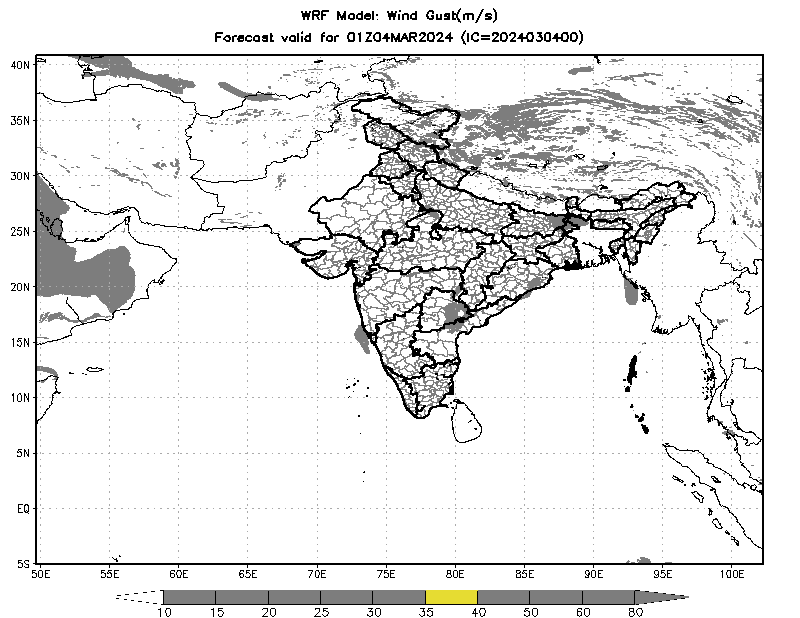 WRF Model: Wind Gust(m/s)
Forecast valid for 01Z04MAR2024 (IC=2024030400)
40N
35N
30N
25N
20N
15N
10N
5N
EQ
5S
50E 55E 60E 65E 70E 75E 80E 85E 90E 95E 100E
10 15 20 25 30 35 40 50 60 80